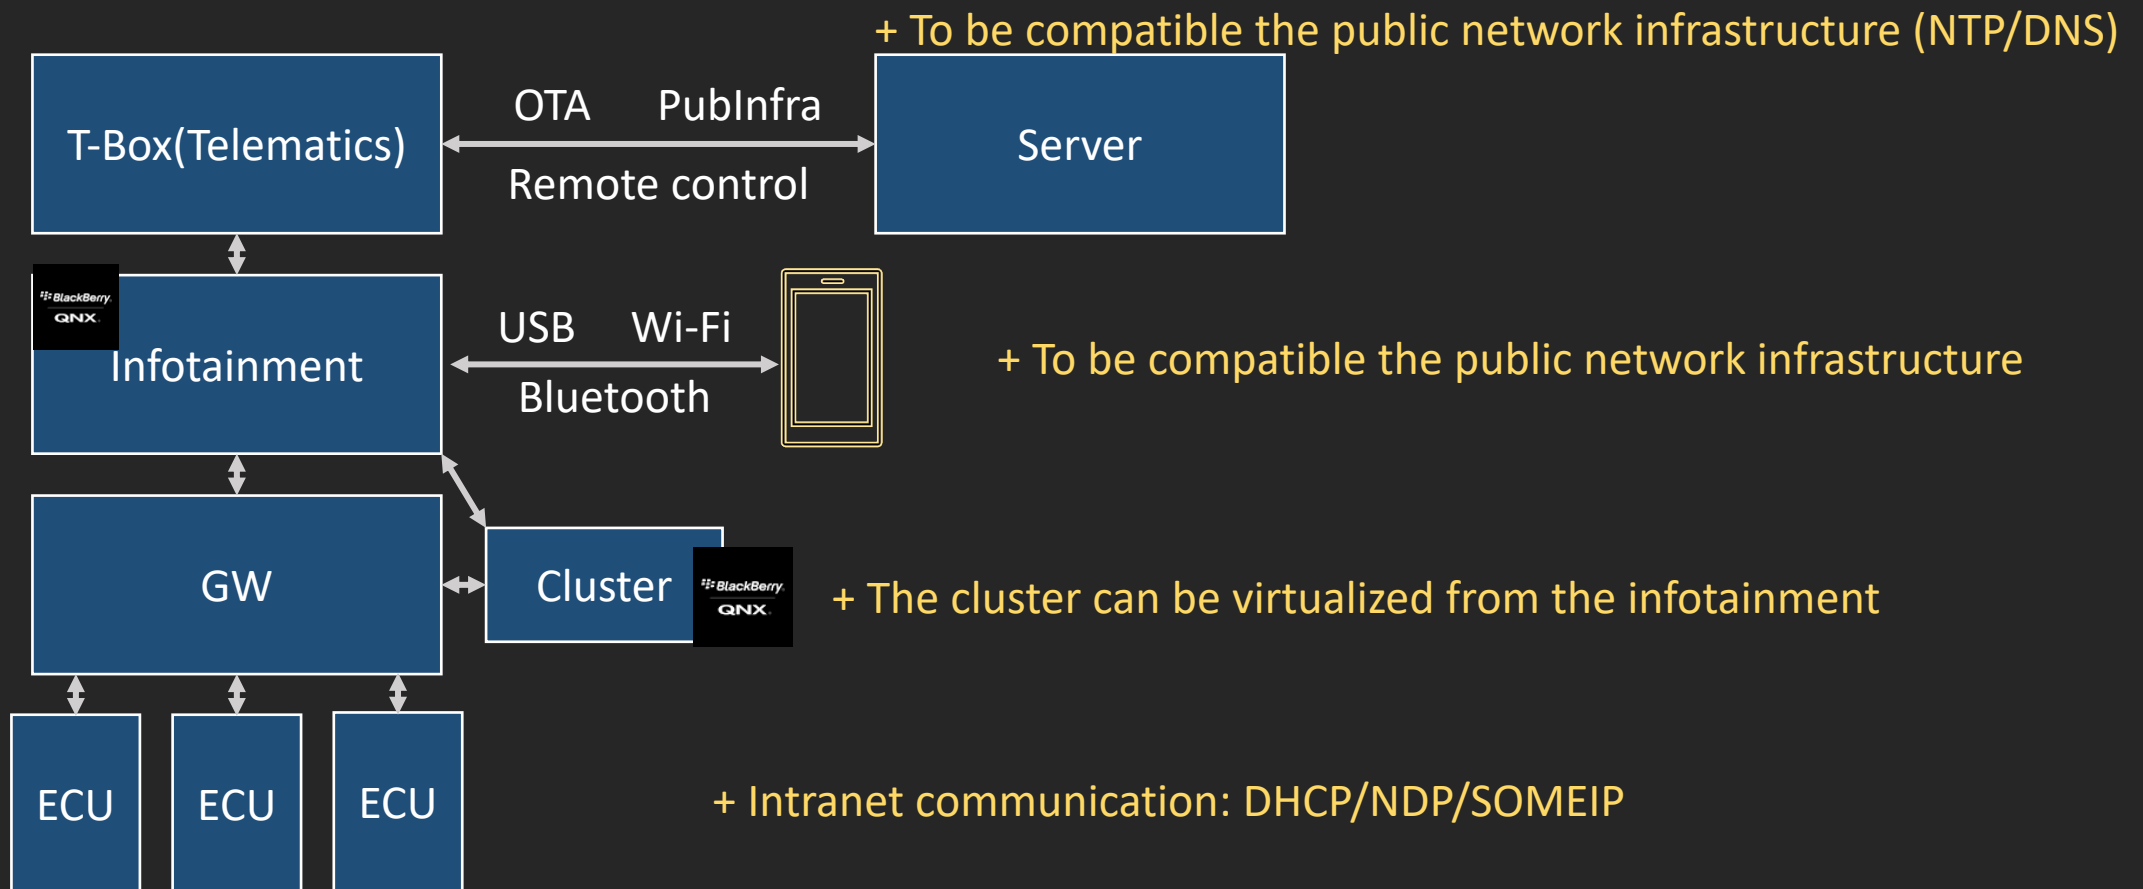 + To be compatible the public network infrastructure (NTP/DNS)
T-Box(Telematics)
OTA PubInfra
Remote control
Server
BlackBerry
QNX
Infotainment
USB Wi-Fi
Bluetooth
+ To be compatible the public network infrastructure
GW
Cluster
BlackBerry
QNX
+ The cluster can be virtualized from the infotainment
ECU
ECU
ECU
+ Intranet communication: DHCP/NDP/SOMEIP